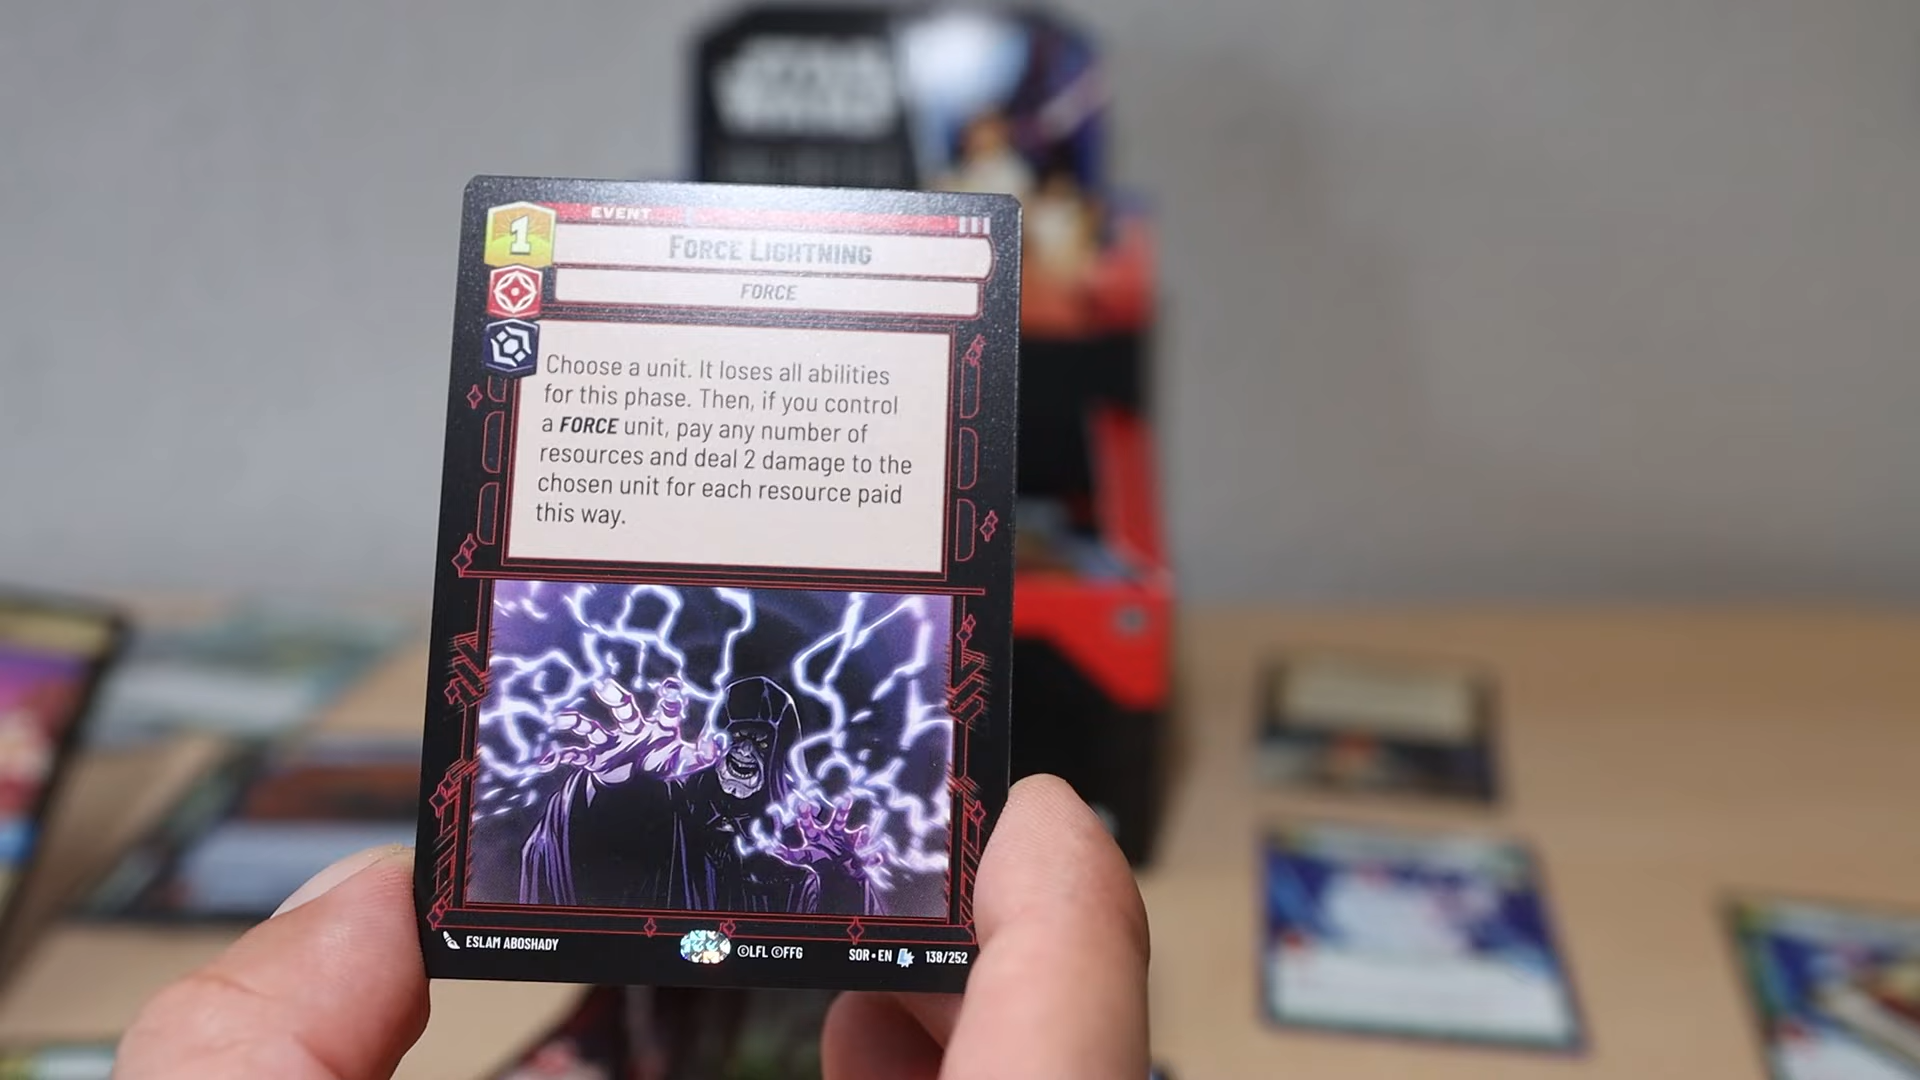 STAR
WARS
EVENT
1
FORCE LIGHTNING
FORCE
Choose a unit. It loses all abilities
for this phase. Then, if you control
a FORCE unit, pay any number of
resources and deal 2 damage to the
chosen unit for each resource paid
this way.
ESLAM ABOSHADY
©LFL ©FFG
SOR•EN
138/252